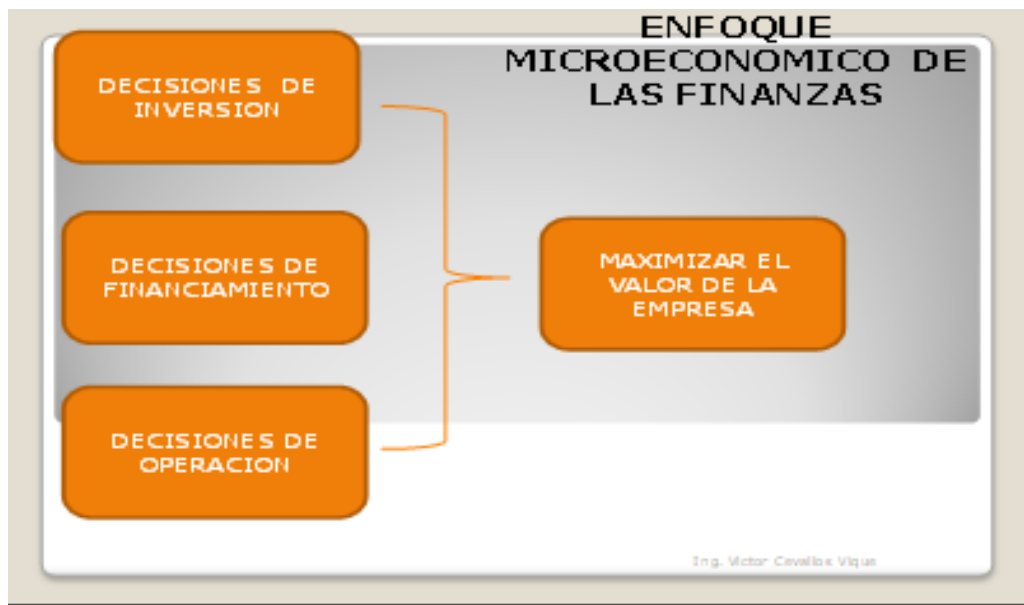 ENFOQUE
MICROECONOMICO DE
LAS FINANZAS
DECISIONES DE
INVERSION
DECISIONES DE
FINANCIAMIENTO
DECISIONES DE
OPERACION
MAXIMIZAR EL
VALOR DE LA
EMPRESA
Ing. Victor Cevallos Vique